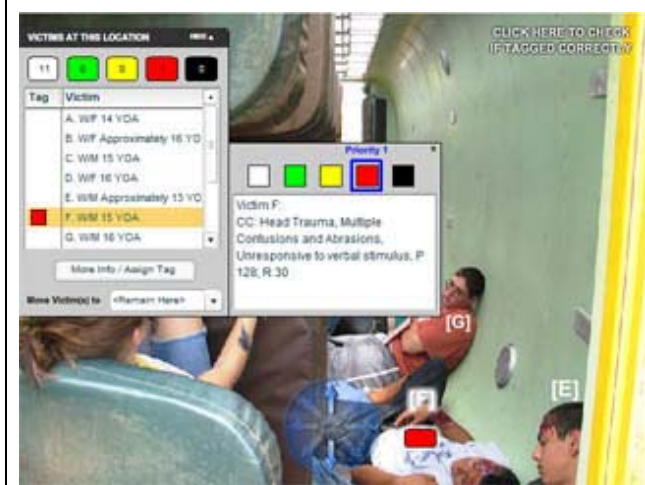 VICTIMS AT THIS LOCATION
CLICK HERE TO CHECK
IF TAGGED CORRECTLY
11
Tag Victim
A. W/F 14 YOA
B. W/F Approximately 16 YO
C. W/M 15 YOA
D. W/F 16 YOA
E. W/M Approximately 13 YO
F. W/M 15 YOA
G. W/M 16 YOA
More Info / Assign Tag
Move Victim(s) to <Remain Here>
Priority 1
Victim F:
CC: Head Trauma, Multiple
Contusions and Abrasions,
Unresponsive to verbal stimulus, P
128, R 30
[G]
[F]
[E]